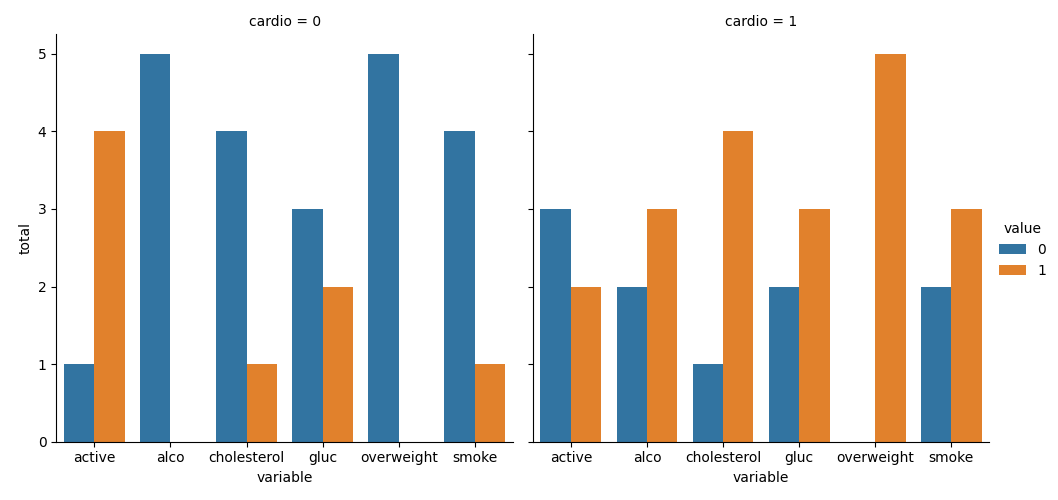 cardio = 0
cardio = 1
5
4
3
2
1
0
total
active alco cholesterol gluc overweight smoke
variable
active alco cholesterol gluc overweight smoke
variable
value
0
1